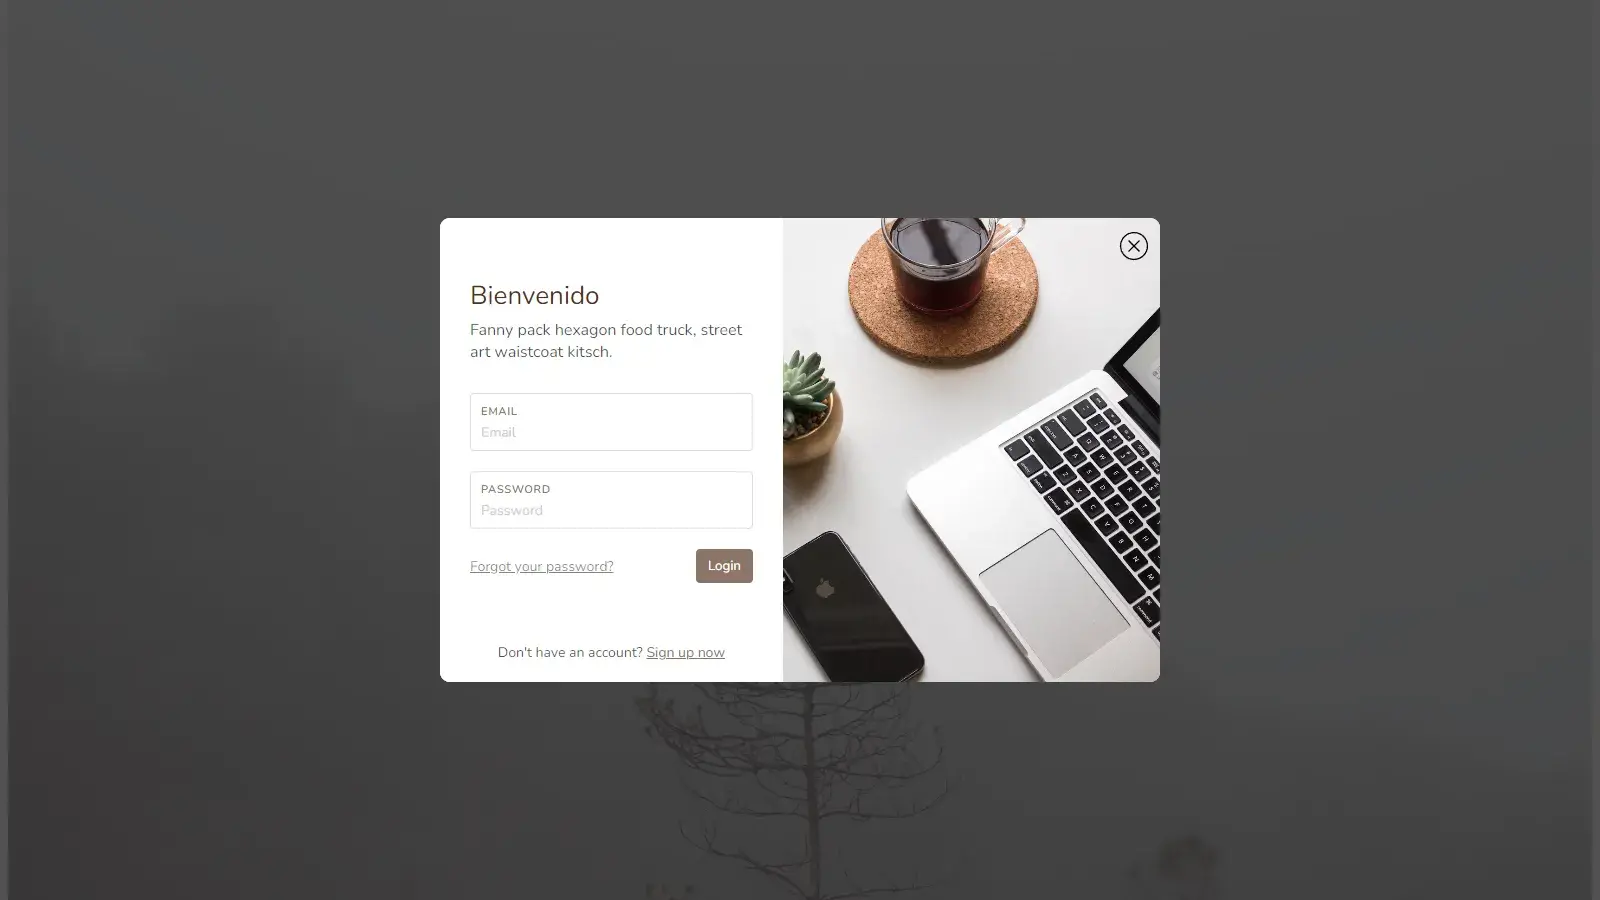 Bienvenido
Fanny pack hexagon food truck, street
art waistcoat kitsch.
EMAIL
Email
PASSWORD
Password
Forgot your password?
Login
Don't have an account? Sign up now